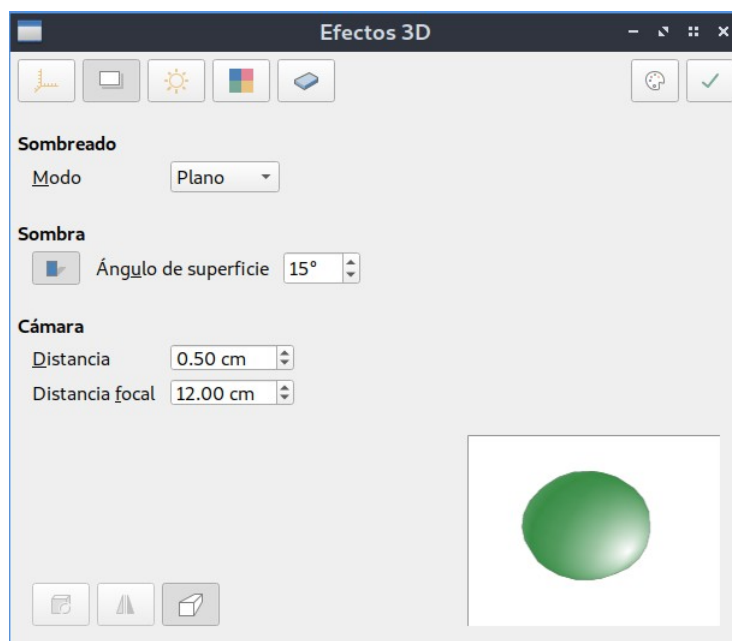 Efectos 3D
Sombreado
Modo Plano
Sombra
Ángulo de superficie 15°
Cámara
Distancia 0.50 cm
Distancia focal 12.00 cm